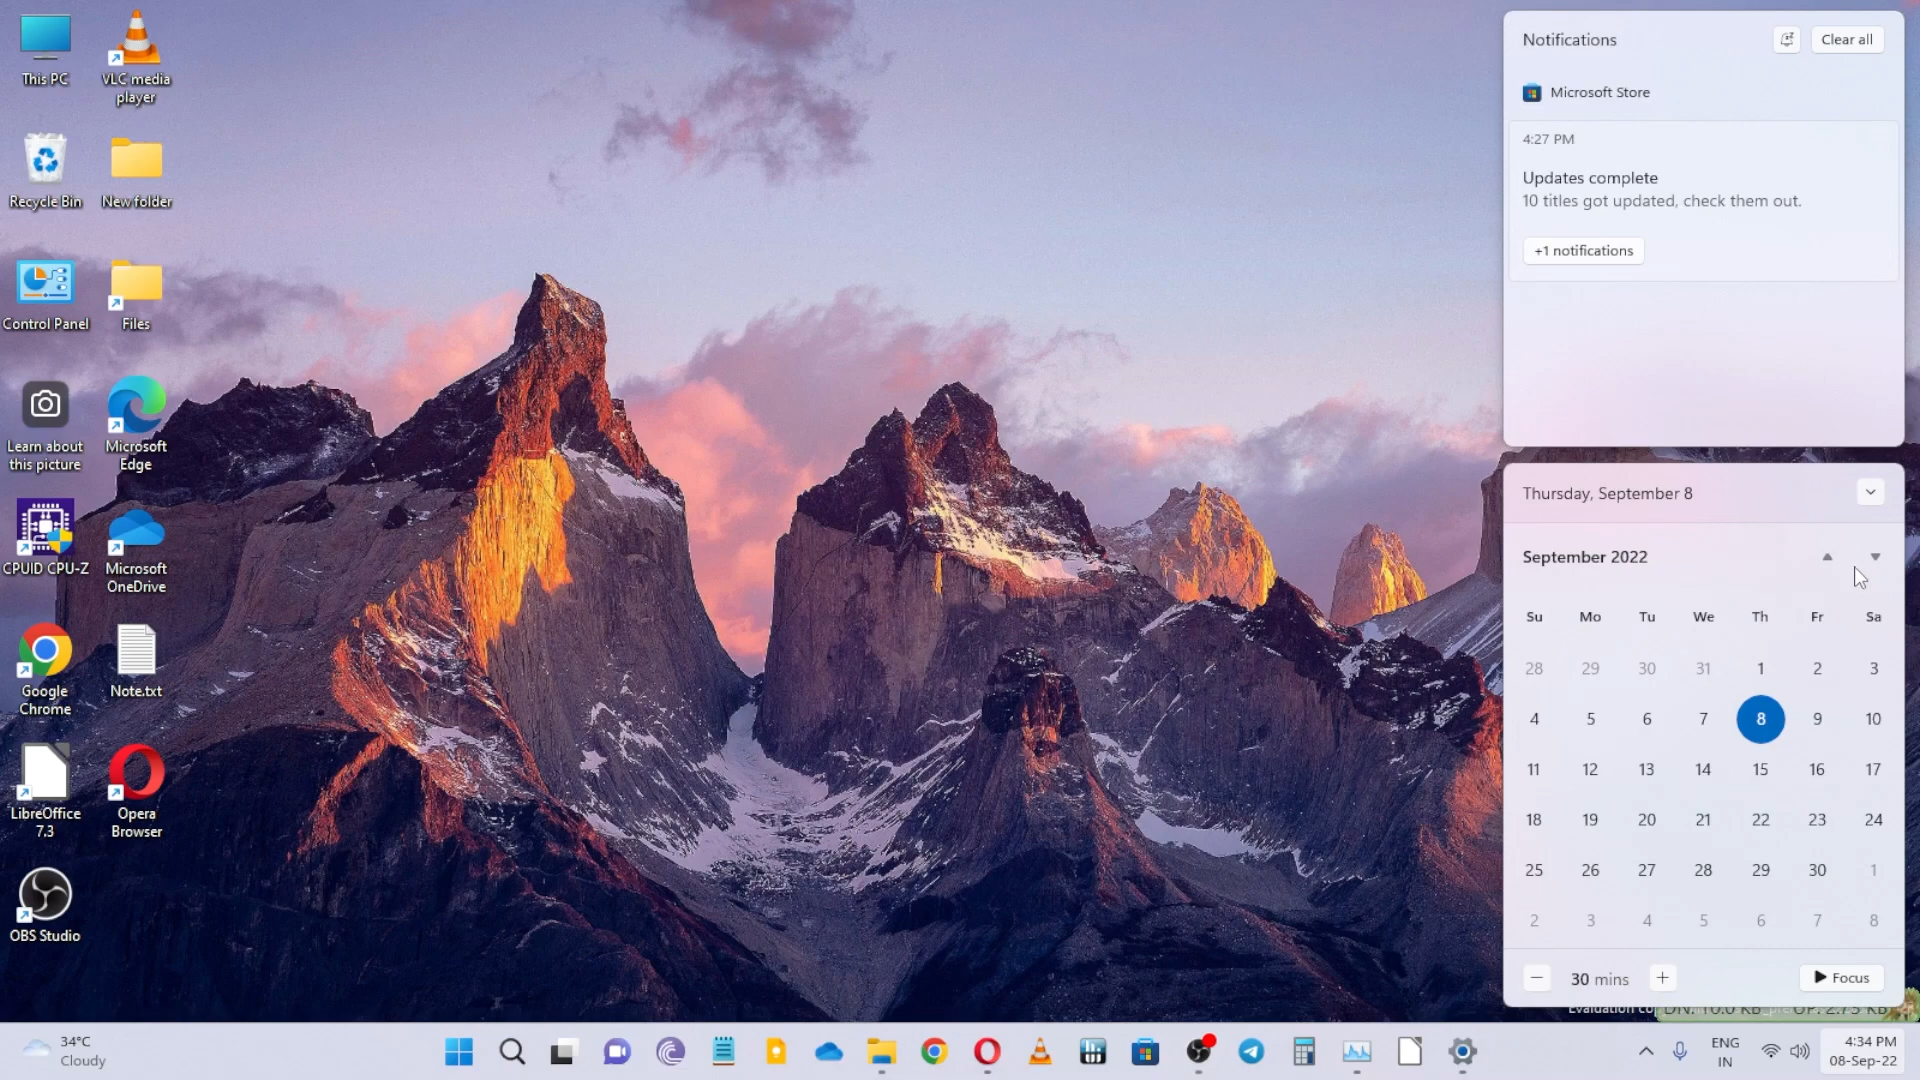 This PC
VLC media
player
Recycle Bin
New folder
Control Panel
Files
Learn about
this picture
Microsoft
Edge
CPUID CPU-Z
Microsoft
OneDrive
Google
Chrome
Note.txt
LibreOffice
7.3
Opera
Browser
OBS Studio
Notifications
Clear all
Microsoft Store
4:27 PM
Updates complete
10 titles got updated, check them out.
+1 notifications
Thursday, September 8
September 2022
Su Mo Tu We Th Fr Sa
28 29 30 31 1 2 3
4 5 6 7 8 9 10
11 12 13 14 15 16 17
18 19 20 21 22 23 24
25 26 27 28 29 30 1
2 3 4 5 6 7 8
30 mins
Focus
Evaluation
34°C
Cloudy
ENG
IN
4:34 PM
08-Sep-22